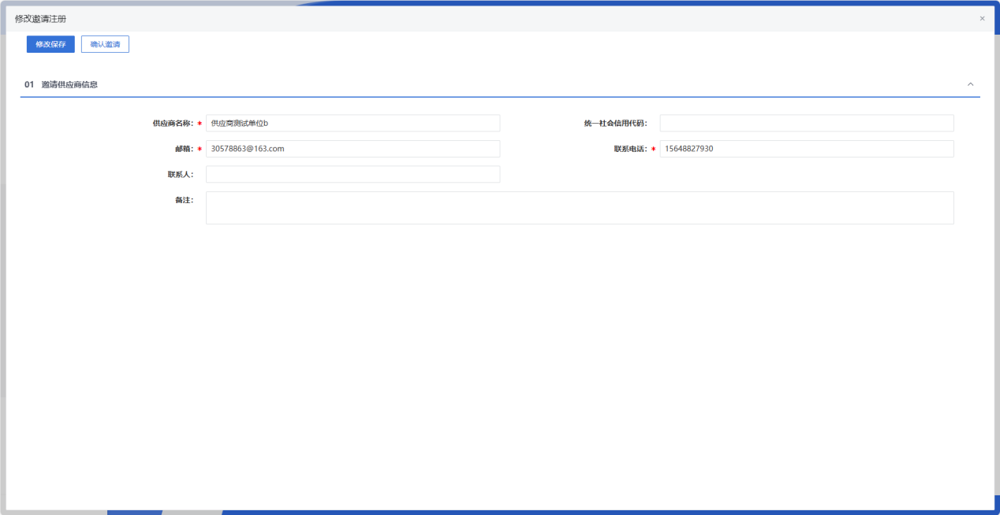 修改邀请注册
×
修改保存 确认邀请
01 邀请供应商信息
供应商名称：* 供应商测试单位b 统一社会信用代码：
邮箱：* 30578863@163.com 联系电话：* 15648827930
联系人：
备注：